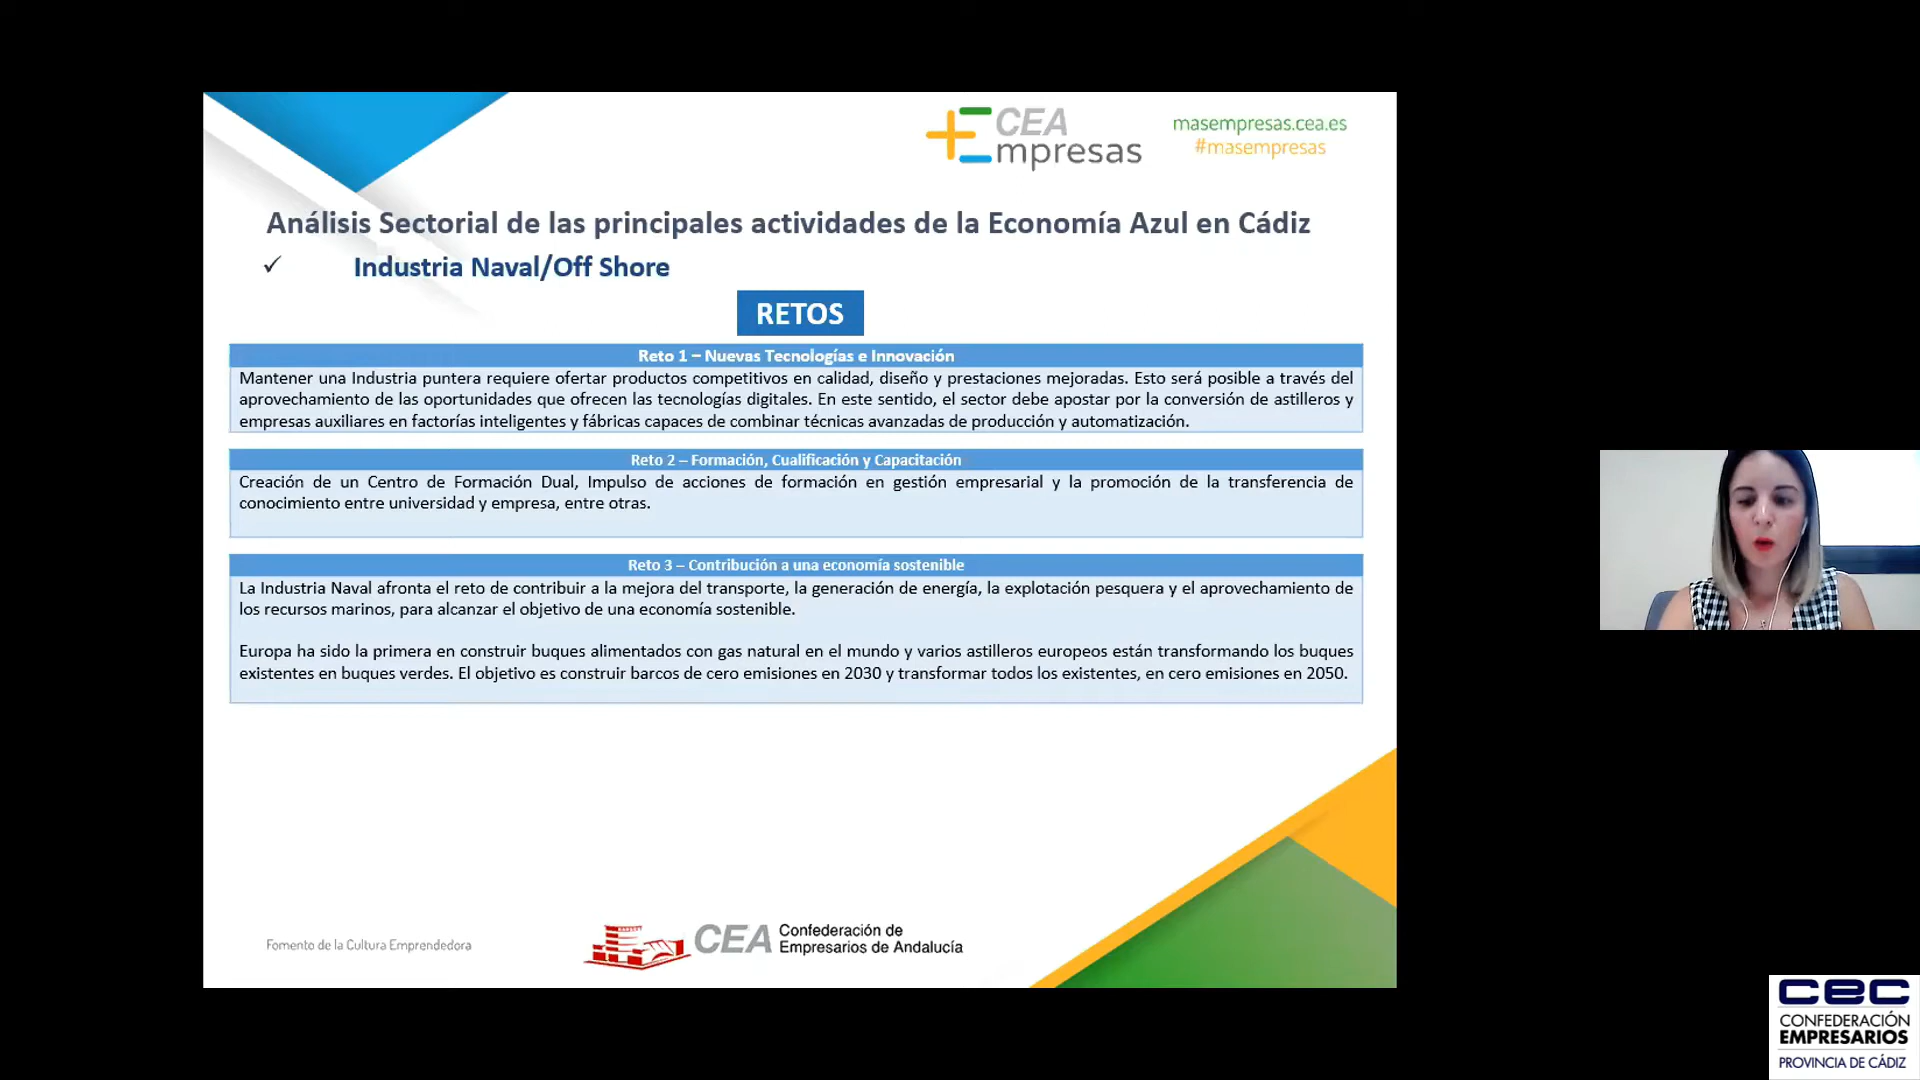 CEA
mpresas
masempresas.cea.es
#masempresas
Análisis Sectorial de las principales actividades de la Economía Azul en Cádiz
✓ Industria Naval/Off Shore
RETOS
Reto 1 – Nuevas Tecnologías e Innovación
Mantener una Industria puntera requiere ofertar productos competitivos en calidad, diseño y prestaciones mejoradas. Esto será posible a través del
aprovechamiento de las oportunidades que ofrecen las tecnologías digitales. En este sentido, el sector debe apostar por la conversión de astilleros y
empresas auxiliares en factorías inteligentes y fábricas capaces de combinar técnicas avanzadas de producción y automatización.
Reto 2 – Formación, Cualificación y Capacitación
Creación de un Centro de Formación Dual, Impulso de acciones de formación en gestión empresarial y la promoción de la transferencia de
conocimiento entre universidad y empresa, entre otras.
Reto 3 – Contribución a una economía sostenible
La Industria Naval afronta el reto de contribuir a la mejora del transporte, la generación de energía, la explotación pesquera y el aprovechamiento de
los recursos marinos, para alcanzar el objetivo de una economía sostenible.
Europa ha sido la primera en construir buques alimentados con gas natural en el mundo y varios astilleros europeos están transformando los buques
existentes en buques verdes. El objetivo es construir barcos de cero emisiones en 2030 y transformar todos los existentes, en cero emisiones en 2050.
Fomento de la Cultura Emprendedora
CEA Confederación de
Empresarios de Andalucía
cec
CONFEDERACIÓN
EMPRESARIOS
PROVINCIA DE CÁDIZ